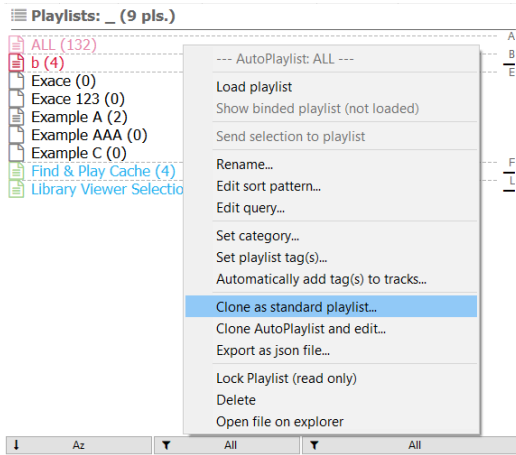 Playlists: _ (9 pls.)
ALL (132)
b (4)
Exace (0)
Exace 123 (0)
Example A (2)
Example AAA (0)
Example C (0)
Find & Play Cache (4)
Library Viewer Selectio
--- AutoPlaylist: ALL ---
Load playlist
Show binded playlist (not loaded)
Send selection to playlist
Rename...
Edit sort pattern...
Edit query...
Set category...
Set playlist tag(s)...
Automatically add tag(s) to tracks...
Clone as standard playlist...
Clone AutoPlaylist and edit...
Export as json file...
Lock Playlist (read only)
Delete
Open file on explorer
A
B
E
F
L
Az
All
All